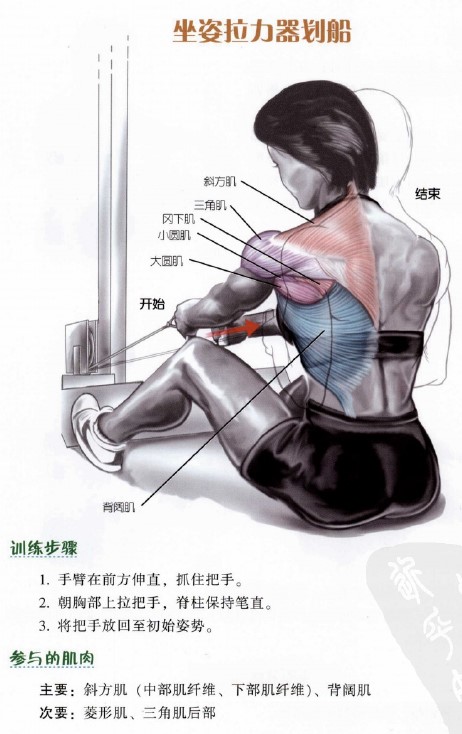 坐姿拉力器划船
斜方肌
三角肌
冈下肌
小圆肌
大圆肌
结束
开始
背阔肌
训练步骤
1. 手臂在前方伸直，抓住把手。
2. 朝胸部上拉把手，脊柱保持笔直。
3. 将把手放回至初始姿势。
参与的肌肉
主要：斜方肌（中部肌纤维、下部肌纤维）、背阔肌
次要：菱形肌、三角肌后部